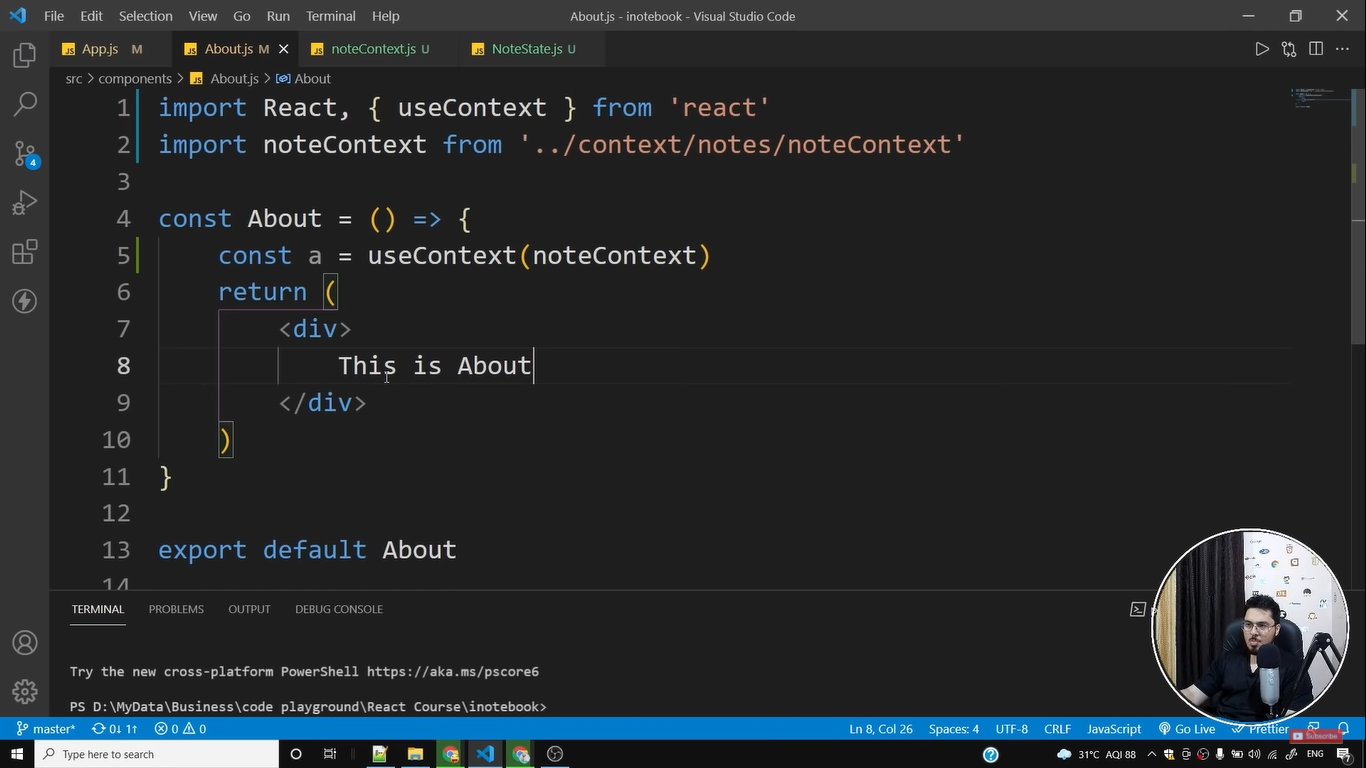 File Edit Selection View Go Run Terminal Help About.js - inotebook - Visual Studio Code
App.js M About.js M noteContext.js U NoteState.js U
src > components > About.js > About
1 import React, { useContext } from 'react'
2 import noteContext from '../context/notes/noteContext'
3
4 const About = () => {
5 const a = useContext(noteContext)
6 return (
7 <div>
8 This is About
9 </div>
10 )
11 }
12
13 export default About
14
TERMINAL PROBLEMS OUTPUT DEBUG CONSOLE
Try the new cross-platform PowerShell https://aka.ms/pscore6
PS D:\MyData\Business\code playground\React Course\inotebook>
4
master* 0↓ 1↑ 0 0 Ln 8, Col 26 Spaces: 4 UTF-8 CRLF JavaScript Go Live Prettier
Subscribe
Type here to search 31°C AQI 88 ENG